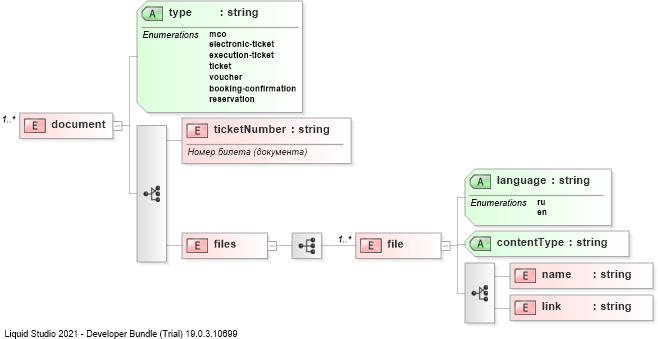 A type : string
Enumerations mco
electronic-ticket
execution-ticket
ticket
voucher
booking-confirmation
reservation
1..*
E document
E ticketNumber : string
Номер билета (документа)
A language : string
Enumerations ru
en
E files
1..*
E file
A contentType : string
E name : string
E link : string
Liquid Studio 2021 - Developer Bundle (Trial) 19.0.3.10699